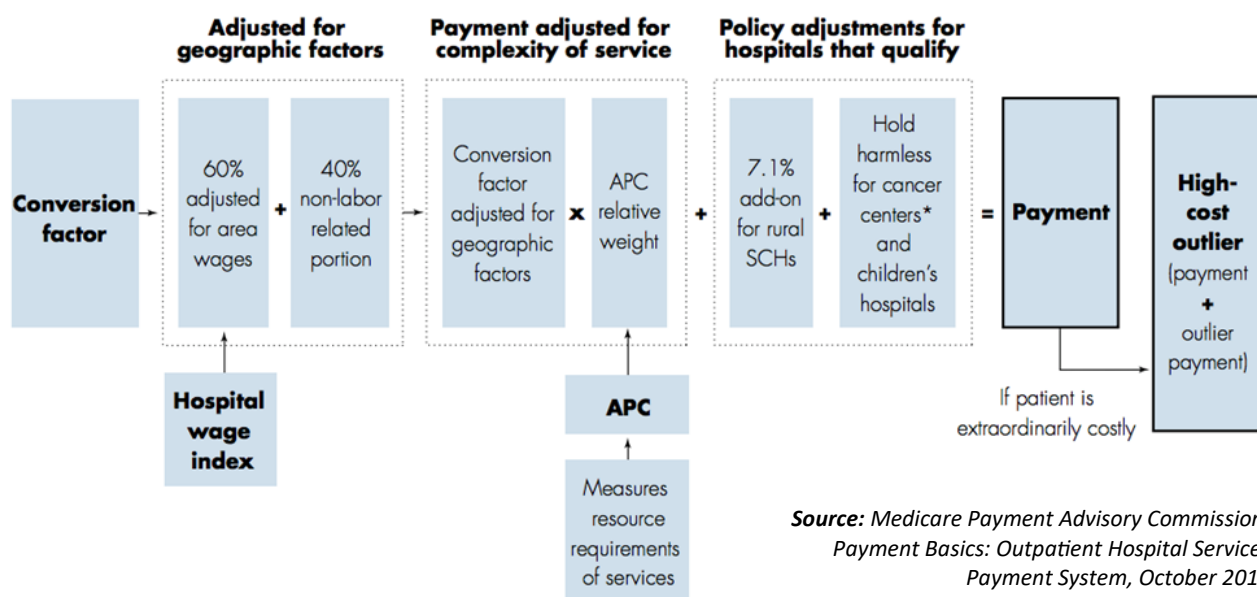 Adjusted for
geographic factors
Payment adjusted for
complexity of service
Policy adjustments for
hospitals that qualify
Conversion
factor
60%
adjusted
for area
wages
+
40%
non-labor
related
portion
Conversion
factor
adjusted for
geographic
factors
x
APC
relative
weight
+
7.1%
add-on
for rural
SCHs
+
Hold
harmless
for cancer
centers*
and
children's
hospitals
=
Payment
High-
cost
outlier
(payment
+
outlier
payment)
Hospital
wage
index
APC
If patient is
extraordinarily costly
Measures
resource
requirements
of services
Source: Medicare Payment Advisory Commission
Payment Basics: Outpatient Hospital Service
Payment System, October 201